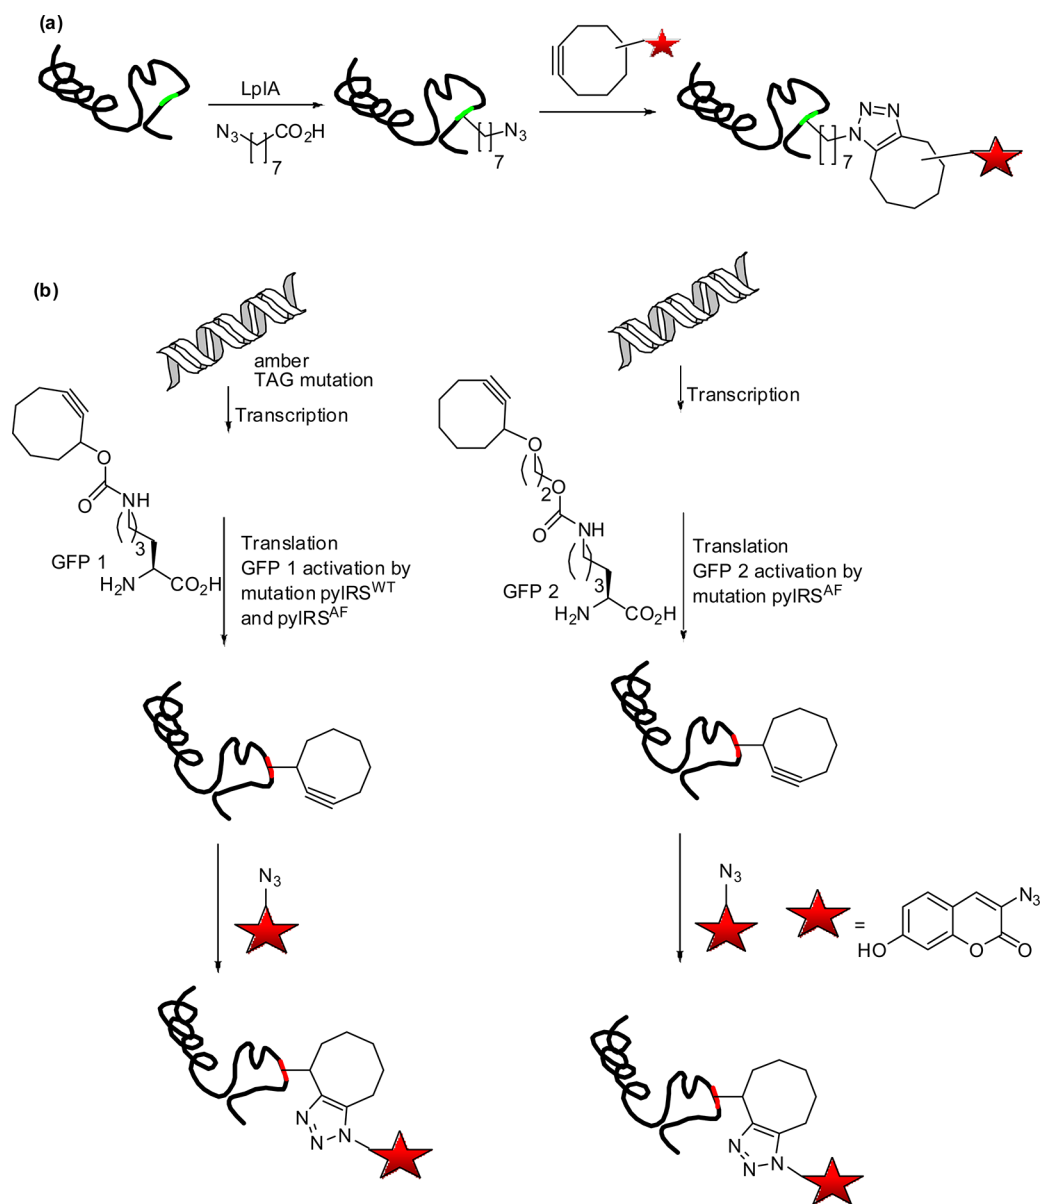 (a)
LplA
N3 CO2H
7
N3
7
N=N
N
7
(b)
amber
TAG mutation
Transcription
Transcription
O
O NH
3
GFP 1
H2N CO2H
Translation
GFP 1 activation by
mutation pylRS^WT
and pylRS^AF
O
2
O
O NH
3
GFP 2
H2N CO2H
Translation
GFP 2 activation by
mutation pylRS^AF
N3
N3
=
N3
HO O O
N
N N
N
N N